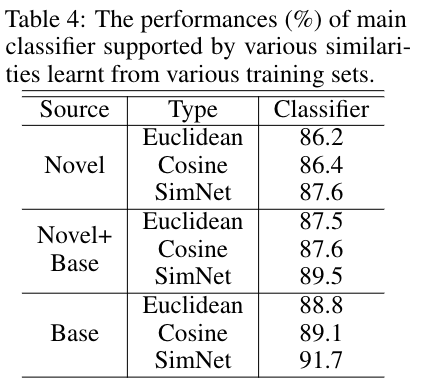 Table 4: The performances (%) of main
classifier supported by various similari-
ties learnt from various training sets.
Source Type Classifier
Novel
Euclidean 86.2
Cosine 86.4
SimNet 87.6
Novel+
Base
Euclidean 87.5
Cosine 87.6
SimNet 89.5
Base
Euclidean 88.8
Cosine 89.1
SimNet 91.7